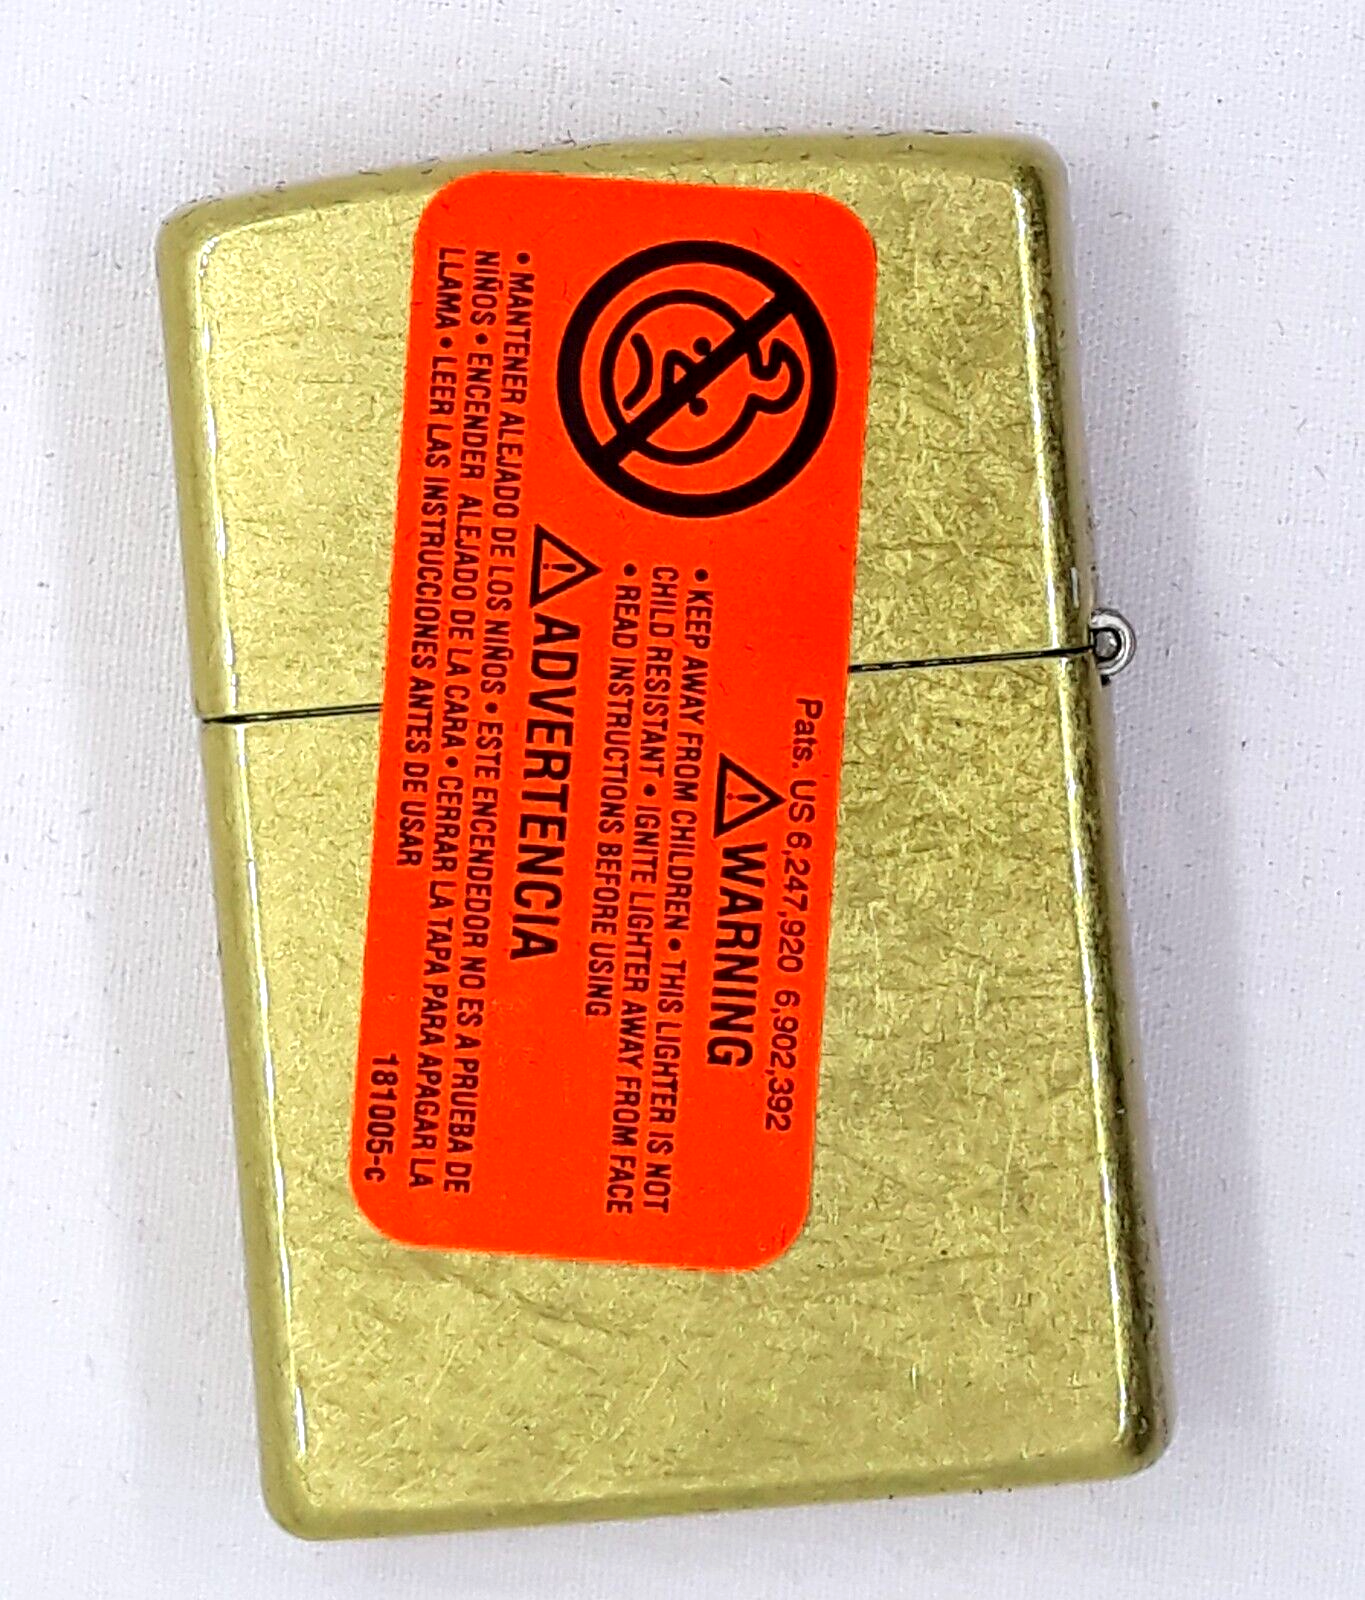 Pats. US 6,247,920 6,902,392
WARNING
• KEEP AWAY FROM CHILDREN • THIS LIGHTER IS NOT
CHILD RESISTANT • IGNITE LIGHTER AWAY FROM FACE
• READ INSTRUCTIONS BEFORE USING
ADVERTENCIA
• MANTENER ALEJADO DE LOS NIÑOS • ESTE ENCENDEDOR NO ES A PRUEBA DE
NIÑOS • ENCENDER ALEJADO DE LA CARA • CERRAR LA TAPA PARA APAGAR LA
LLAMA • LEER LAS INSTRUCCIONES ANTES DE USAR
181005-c